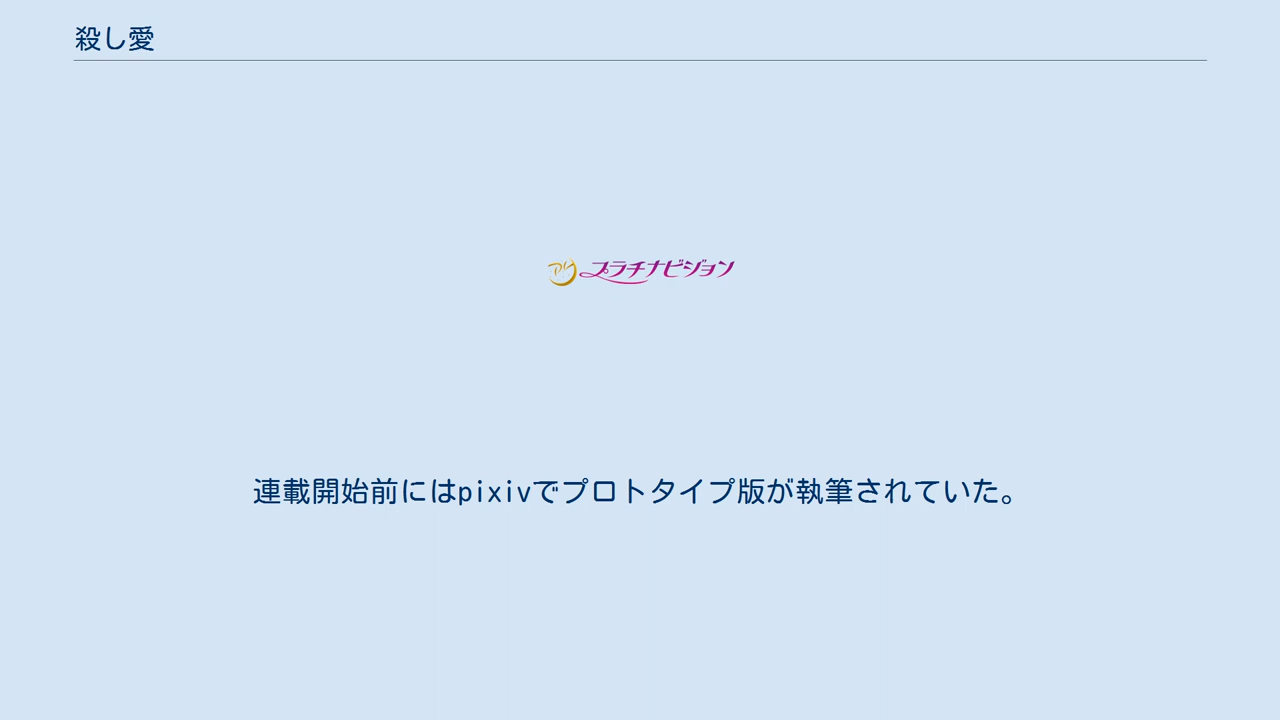 殺し愛
プラチナビジョン
連載開始前にはpixivでプロトタイプ版が執筆されていた。